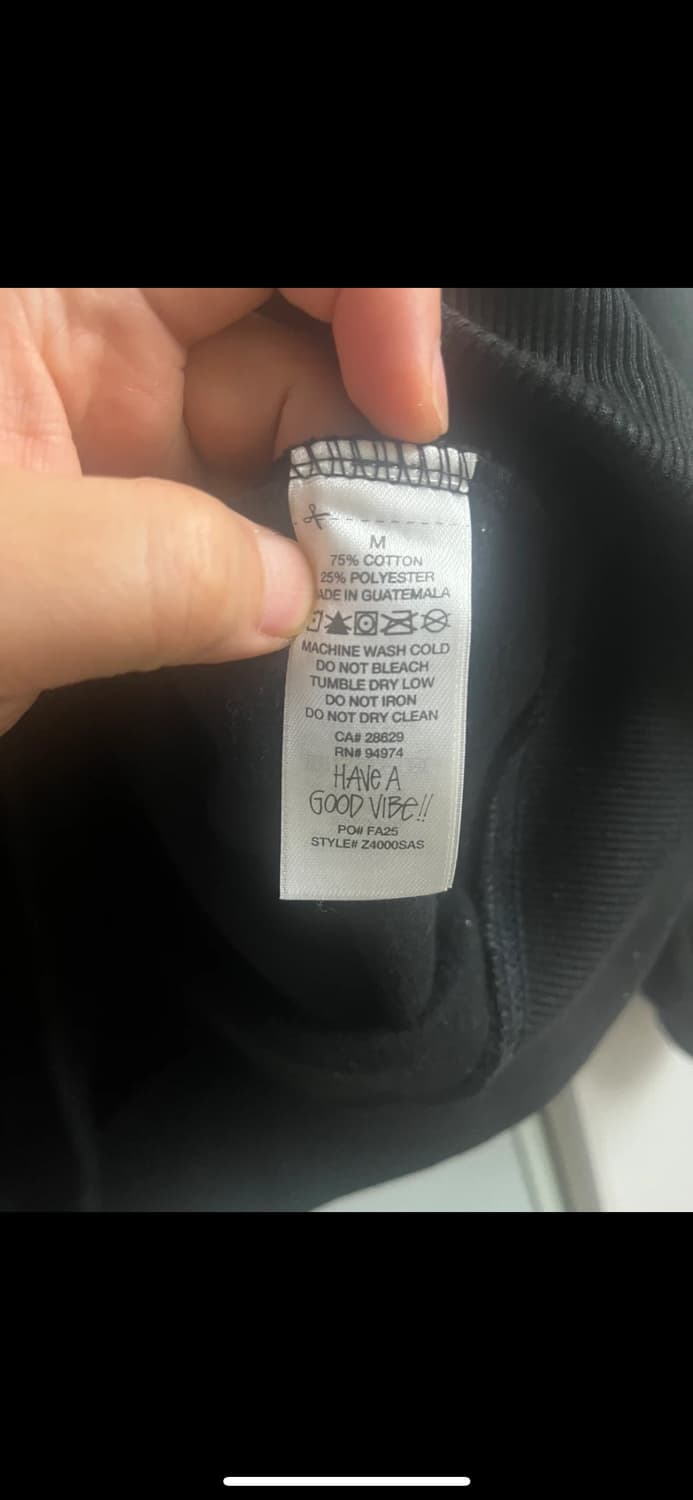 M
75% COTTON
25% POLYESTER
ADE IN GUATEMALA
MACHINE WASH COLD
DO NOT BLEACH
TUMBLE DRY LOW
DO NOT IRON
DO NOT DRY CLEAN
CA# 28629
RN# 94974
HAVE A
GOOD VIBE!!
PO# FA25
STYLE# Z4000SAS